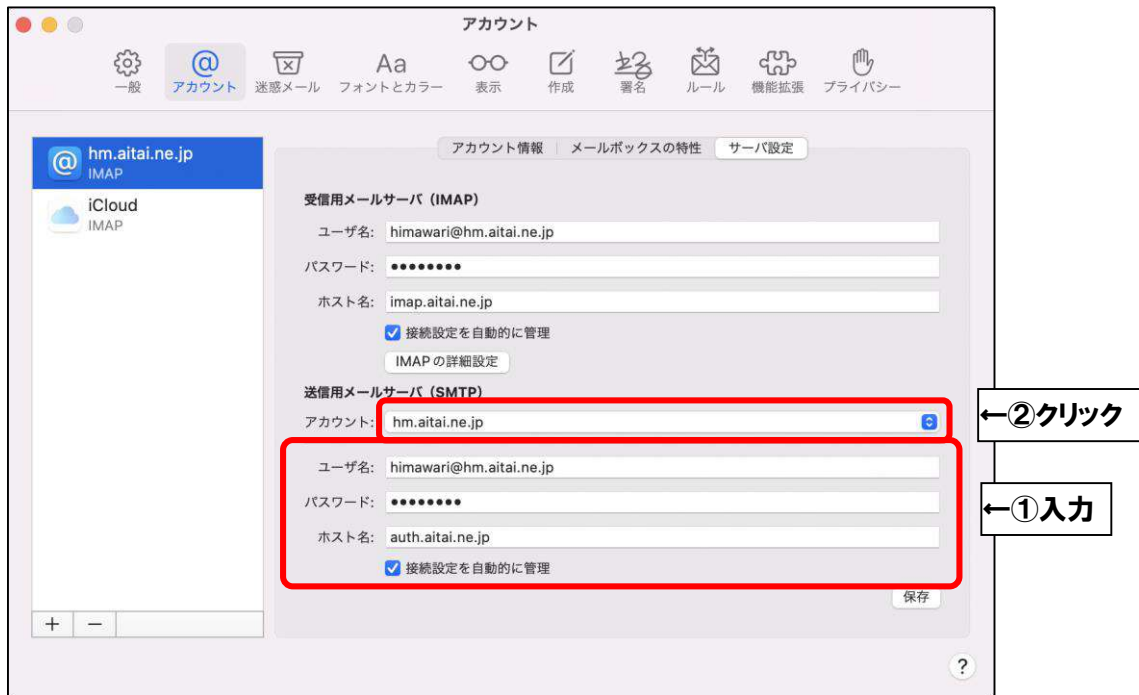 アカウント
一般 アカウント 迷惑メール フォントとカラー 表示 作成 署名 ルール 機能拡張 プライバシー
hm.aitai.ne.jp
IMAP
iCloud
IMAP
アカウント情報 メールボックスの特性 サーバ設定
受信用メールサーバ（IMAP）
ユーザ名: himawari@hm.aitai.ne.jp
パスワード: ●●●●●●●●
ホスト名: imap.aitai.ne.jp
接続設定を自動的に管理
IMAP の詳細設定
送信用メールサーバ（SMTP）
アカウント: hm.aitai.ne.jp
←②クリック
ユーザ名: himawari@hm.aitai.ne.jp
パスワード: ●●●●●●●●
←①入力
ホスト名: auth.aitai.ne.jp
接続設定を自動的に管理
保存
+ −
?